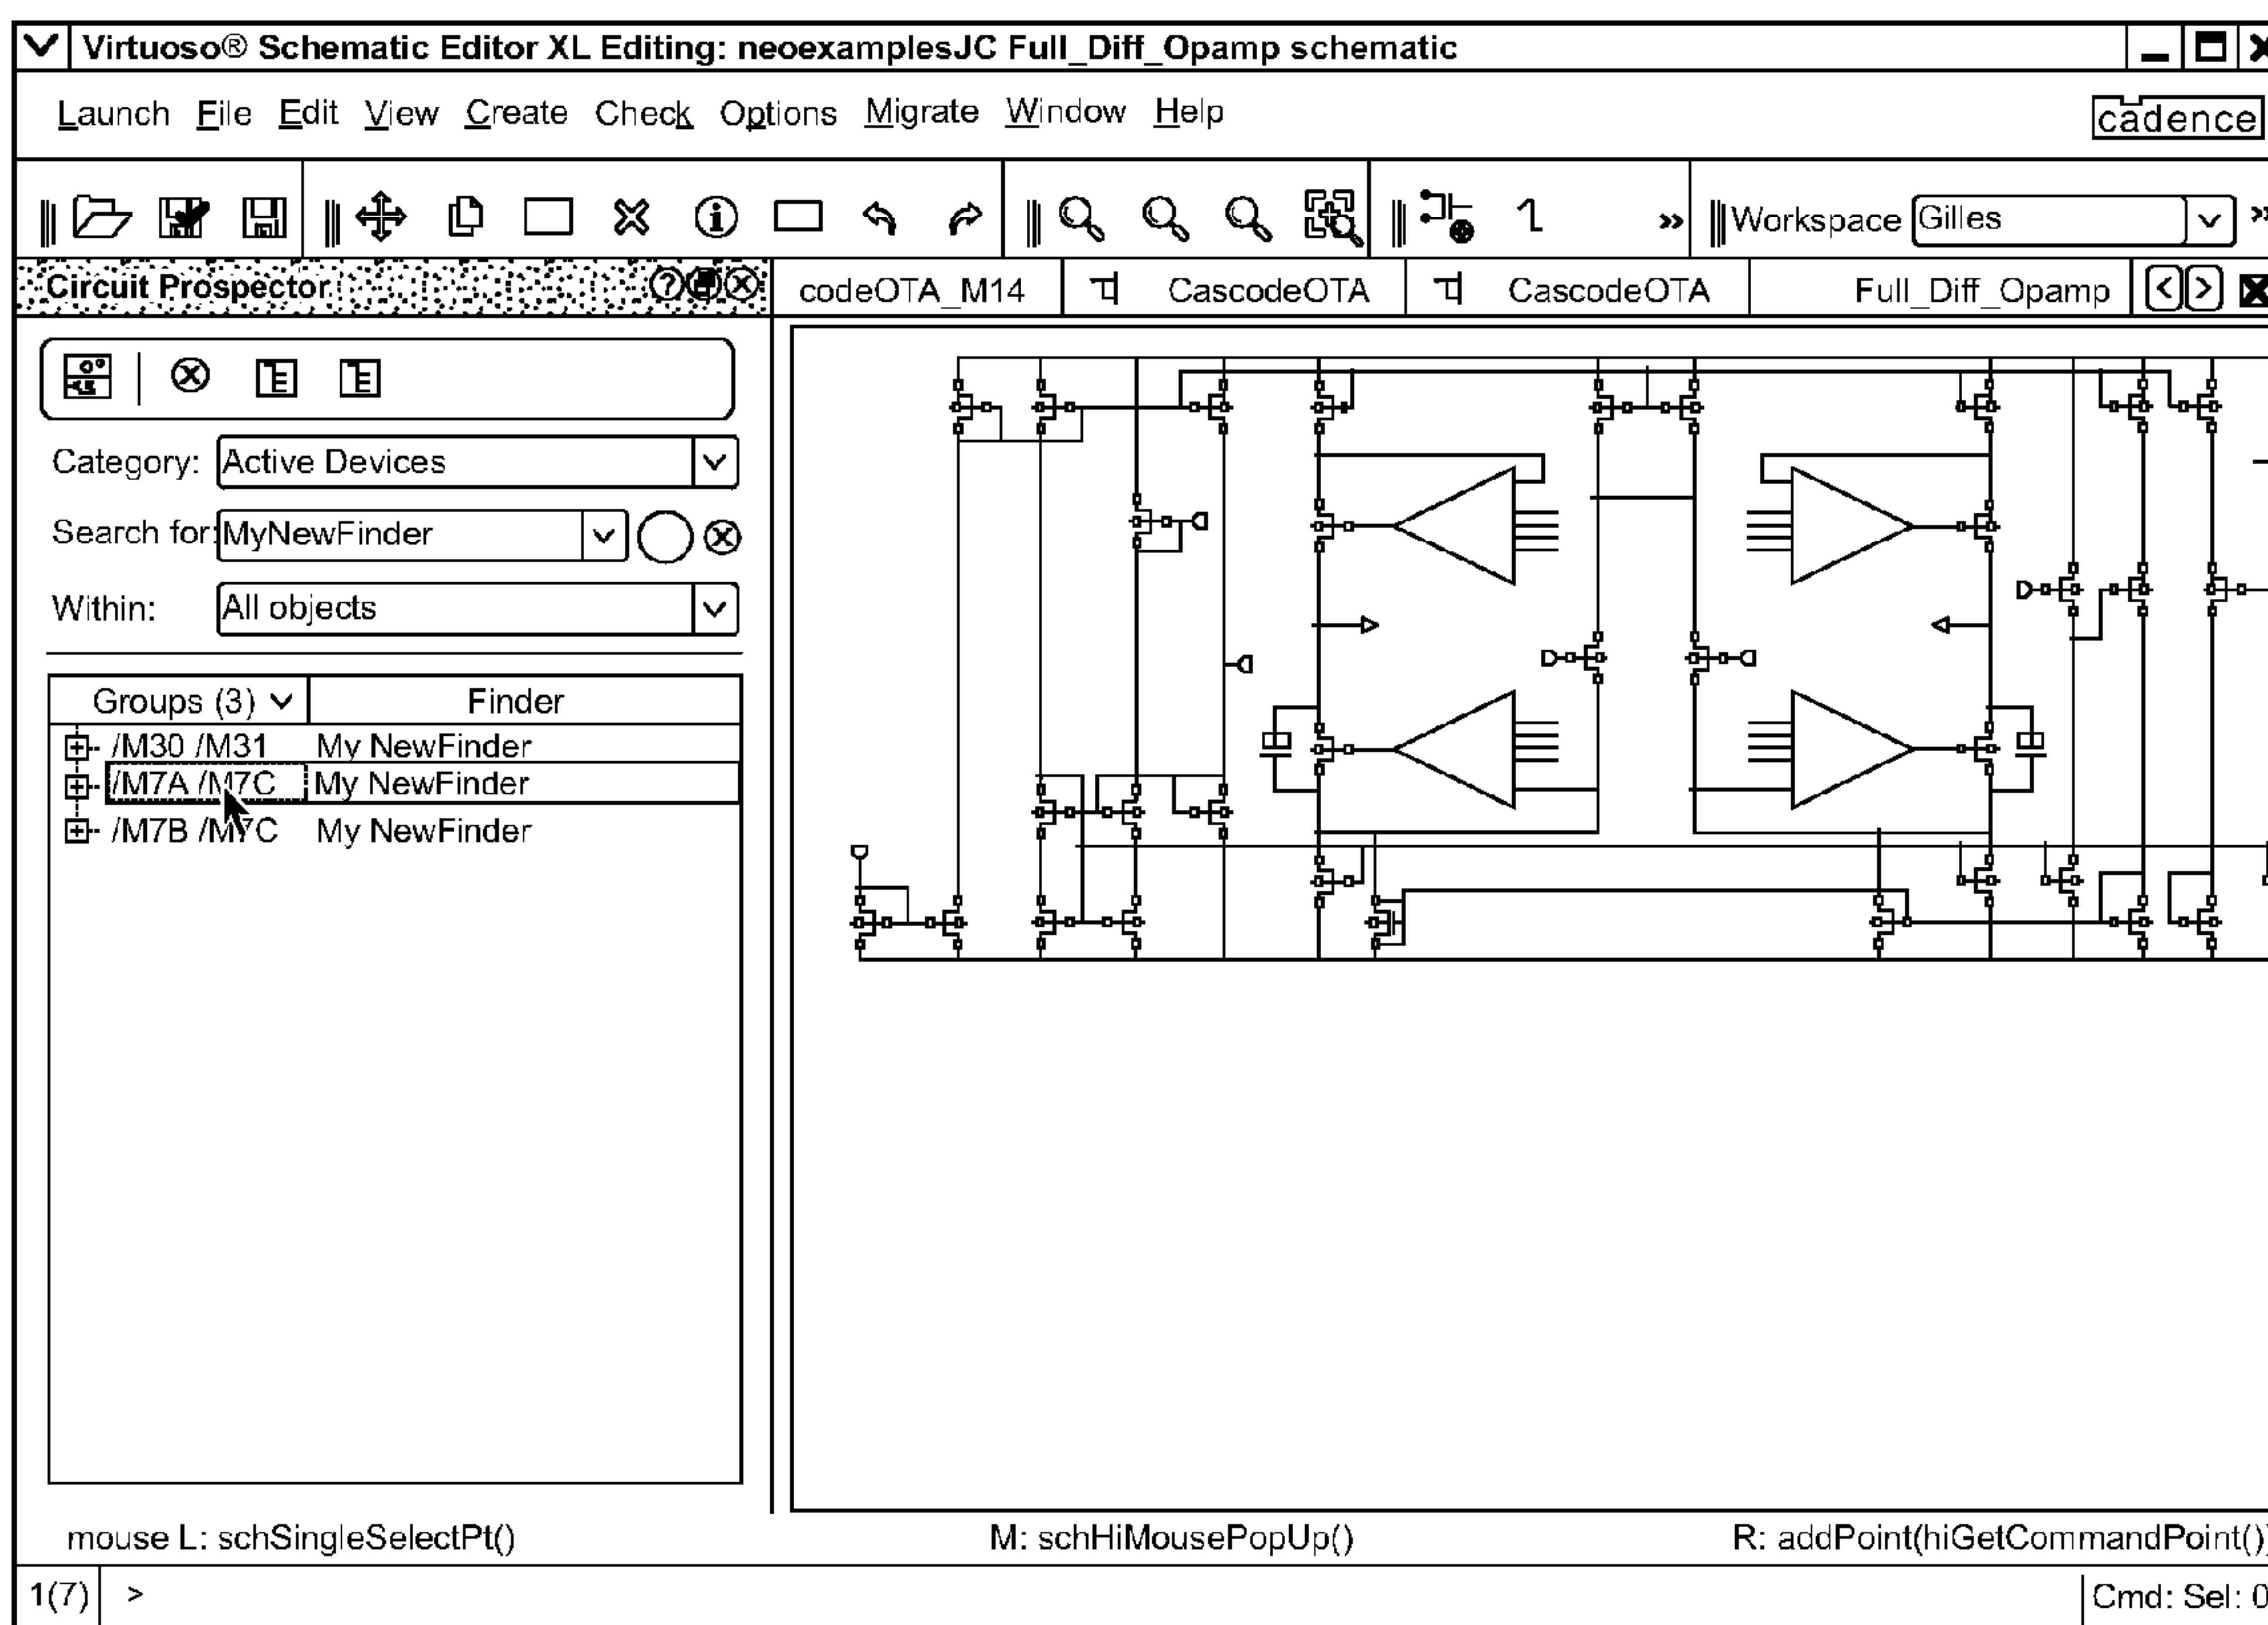 Virtuoso® Schematic Editor XL Editing: neoexamplesJC Full_Diff_Opamp schematic
Launch File Edit View Create Check Options Migrate Window Help
cadence
1 » Workspace Gilles »
Circuit Prospector
codeOTA_M14 CascodeOTA CascodeOTA Full_Diff_Opamp
Category: Active Devices
Search for: MyNewFinder
Within: All objects
Groups (3) Finder
/M30 /M31 My NewFinder
/M7A /M7C My NewFinder
/M7B /M7C My NewFinder
mouse L: schSingleSelectPt() M: schHiMousePopUp() R: addPoint(hiGetCommandPoint())
1(7) > Cmd: Sel: 0